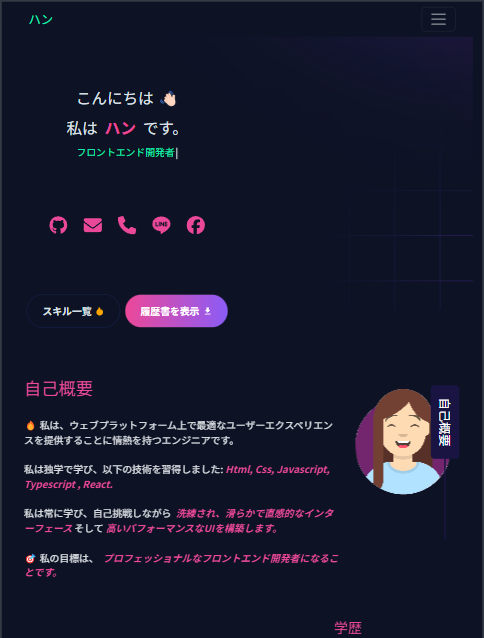 ハン
こんにちは 👋🏻
私は ハン です。
フロントエンド開発者|
LINE
スキル一覧 🔥
履歴書を表示
自己概要
自己概要
🔥 私は、ウェブプラットフォーム上で最適なユーザーエクスペリエン
スを提供することに情熱を持つエンジニアです。
私は独学で学び、以下の技術を習得しました: Html, Css, Javascript,
Typescript , React.
私は常に学び、自己挑戦しながら 洗練され、滑らかで直感的なインタ
ーフェース そして 高いパフォーマンスなUIを構築します。
🎯 私の目標は、 プロフェッショナルなフロントエンド開発者になるこ
とです。
学歴